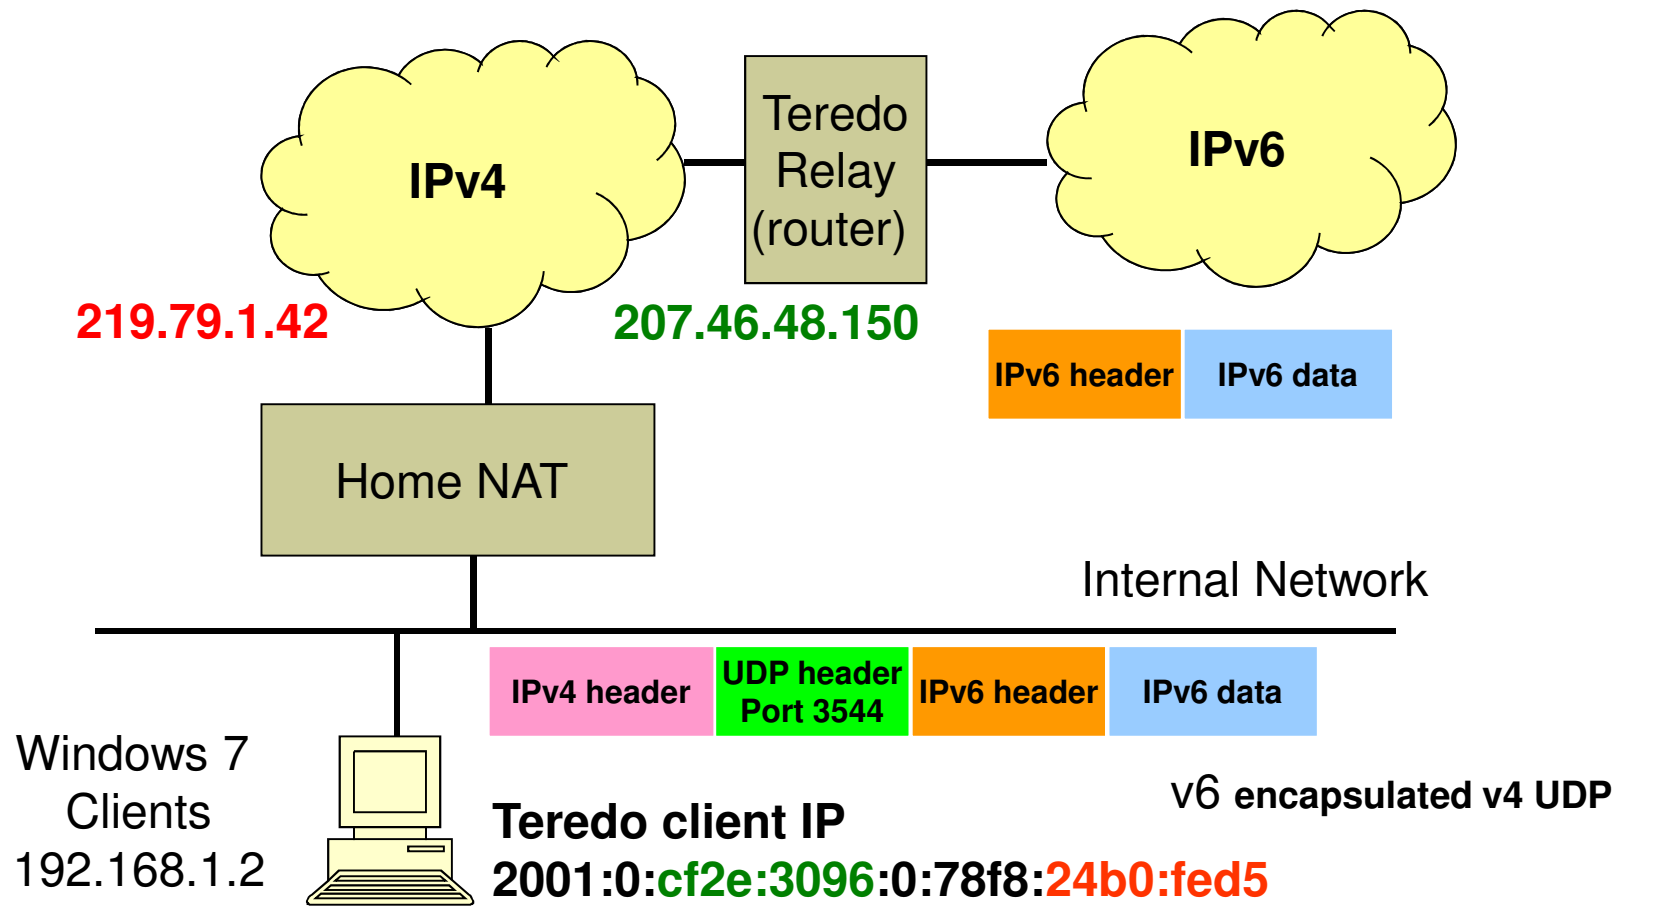 IPv4
Teredo
Relay
(router)
IPv6
219.79.1.42
207.46.48.150
IPv6 header
IPv6 data
Home NAT
Internal Network
IPv4 header
UDP header
Port 3544
IPv6 header
IPv6 data
Windows 7
Clients
192.168.1.2
v6 encapsulated v4 UDP
Teredo client IP
2001:0:cf2e:3096:0:78f8:24b0:fed5